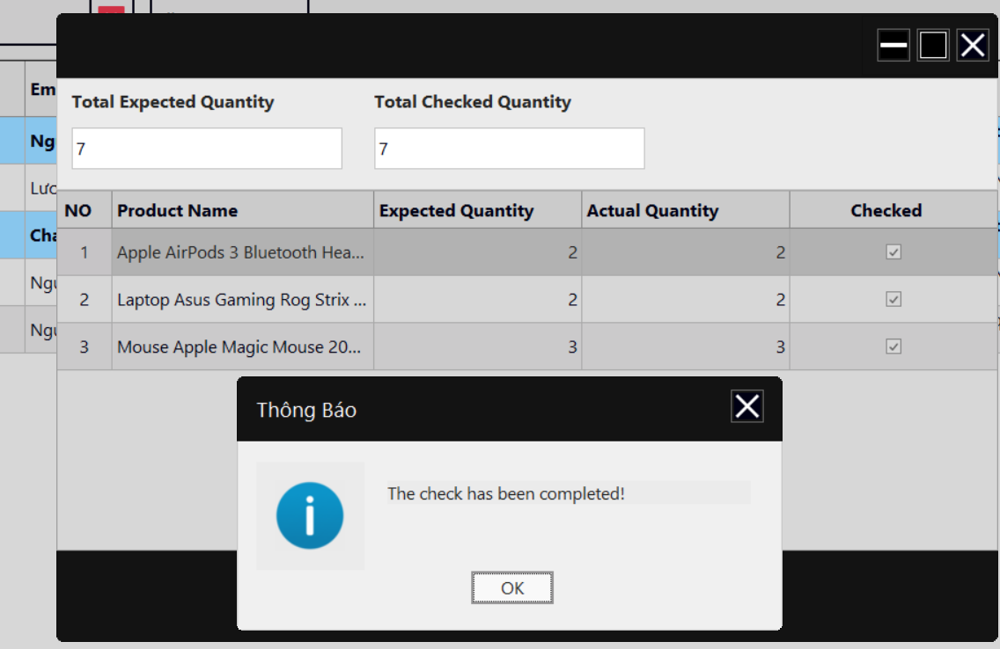 Total Expected Quantity Total Checked Quantity
7 7
NO Product Name Expected Quantity Actual Quantity Checked
1 Apple AirPods 3 Bluetooth Hea... 2 2
2 Laptop Asus Gaming Rog Strix ... 2 2
3 Mouse Apple Magic Mouse 20... 3 3
Thông Báo
The check has been completed!
OK
Em
Ng
Lươ
Cha
Ngu
Ngu